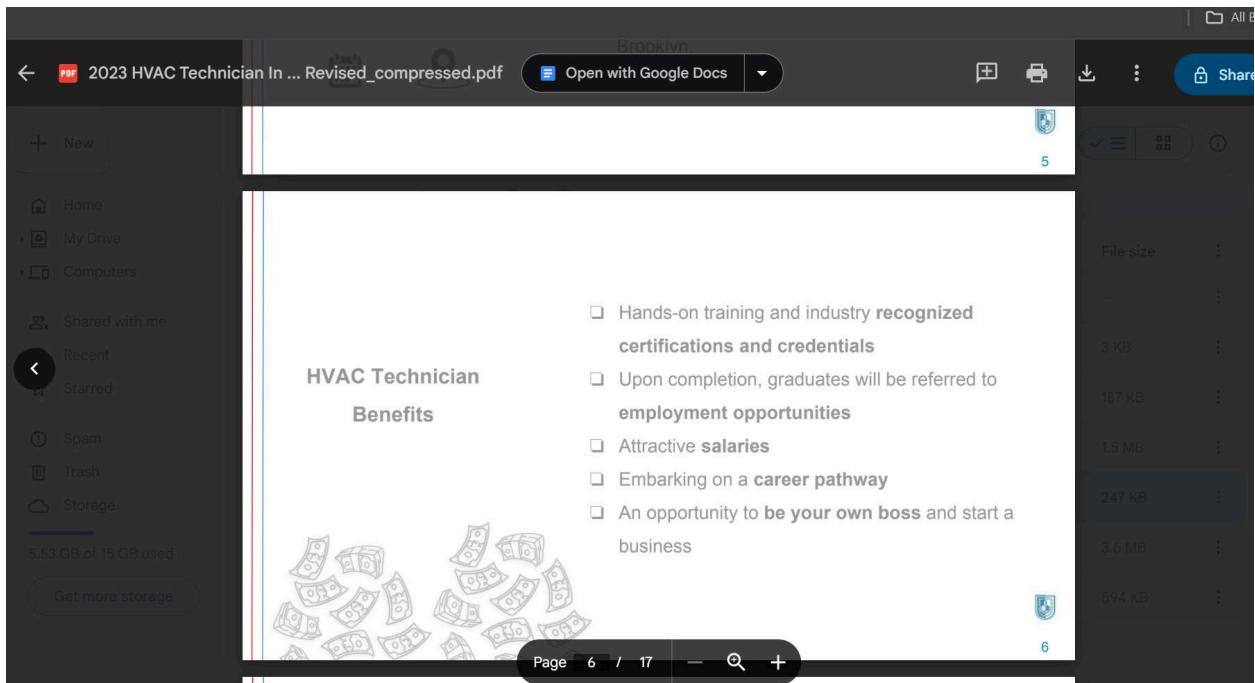 All B
Brooklyn.
PDF 2023 HVAC Technician In ... Revised_compressed.pdf
Open with Google Docs
Share
New
5
Home
My Drive
Computers
File size
Shared with me
Recent
3 KB
Starred
187 KB
Spam
1.5 MB
Trash
Storage
247 KB
5.53 GB of 15 GB used
3.6 MB
Get more storage
594 KB
HVAC Technician
Benefits
Hands-on training and industry recognized
certifications and credentials
Upon completion, graduates will be referred to
employment opportunities
Attractive salaries
Embarking on a career pathway
An opportunity to be your own boss and start a
business
6
Page 6 / 17